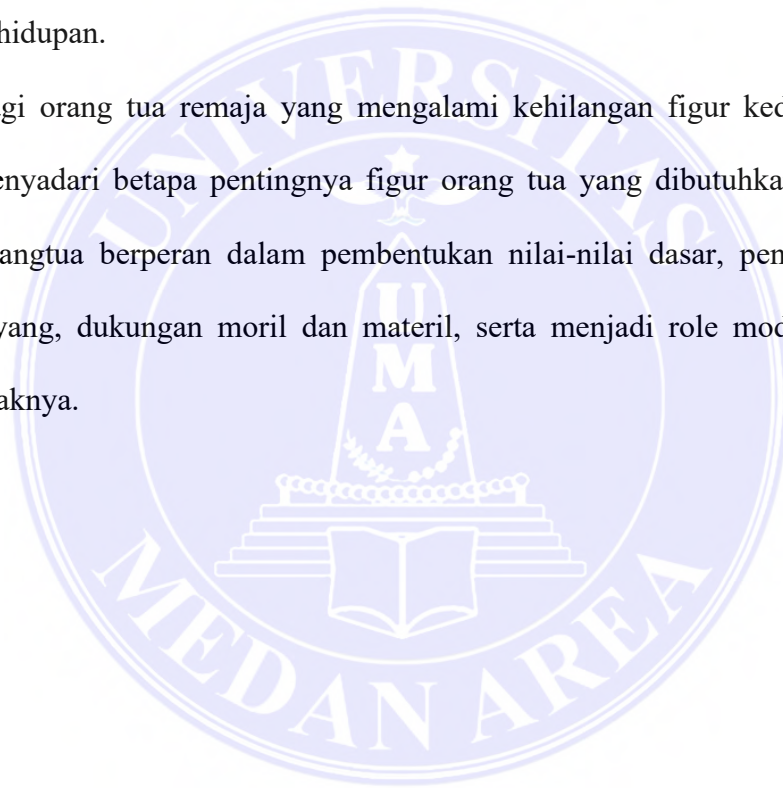 hidupan.
gi orang tua remaja yang mengalami kehilangan figur ked
enyadari betapa pentingnya figur orang tua yang dibutuhka
angtua berperan dalam pembentukan nilai-nilai dasar, pen
yang, dukungan moril dan materil, serta menjadi role mod
aknya.
UNIVERSITAS
U
M
A
MEDAN AREA